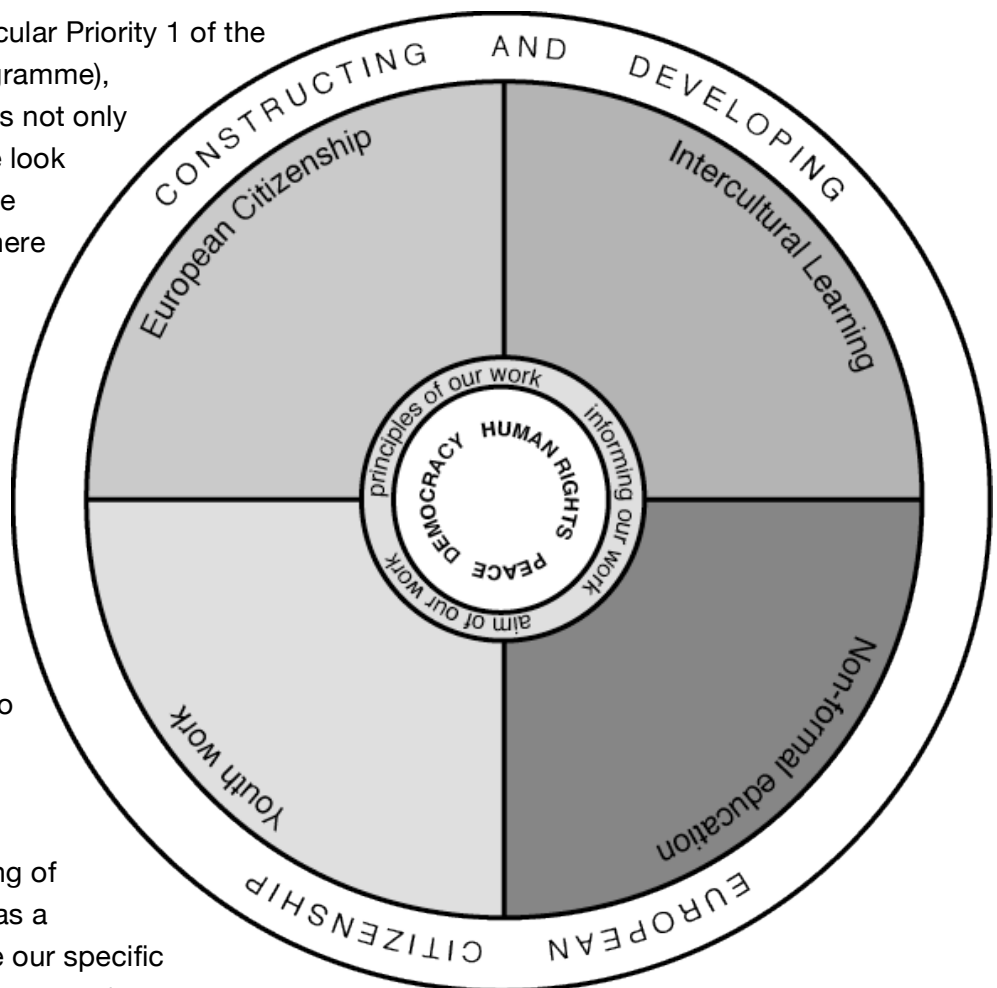 cular Priority 1 of the
gramme),
s not only
e look
e
here
o
ng of
as a
e our specific
CONSTRUCTING AND DEVELOPING
EUROPEAN CITIZENSHIP
European Citizenship
Intercultural Learning
Non-formal education
Youth work
principles of our work
informing our work
aim of our work
HUMAN RIGHTS
PEACE
DEMOCRACY